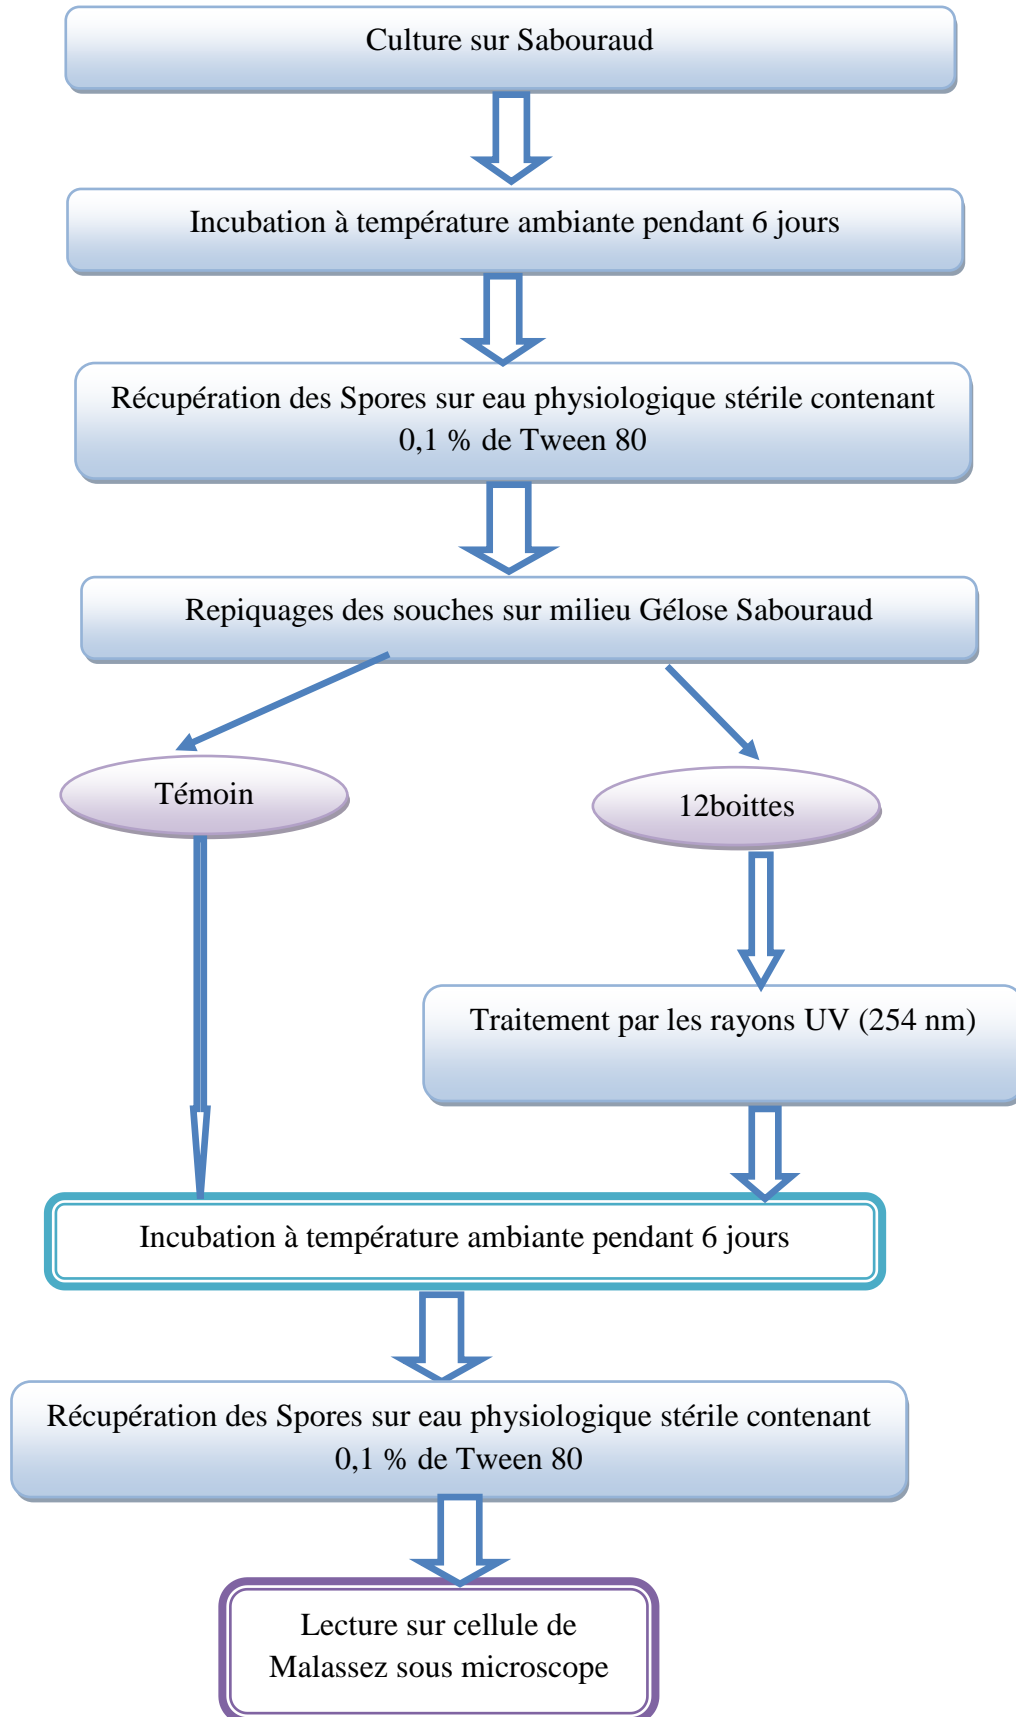 Culture sur Sabouraud
Incubation à température ambiante pendant 6 jours
Récupération des Spores sur eau physiologique stérile contenant
0,1 % de Tween 80
Repiquages des souches sur milieu Gélose Sabouraud
Témoin
12boittes
Traitement par les rayons UV (254 nm)
Incubation à température ambiante pendant 6 jours
Récupération des Spores sur eau physiologique stérile contenant
0,1 % de Tween 80
Lecture sur cellule de
Malassez sous microscope